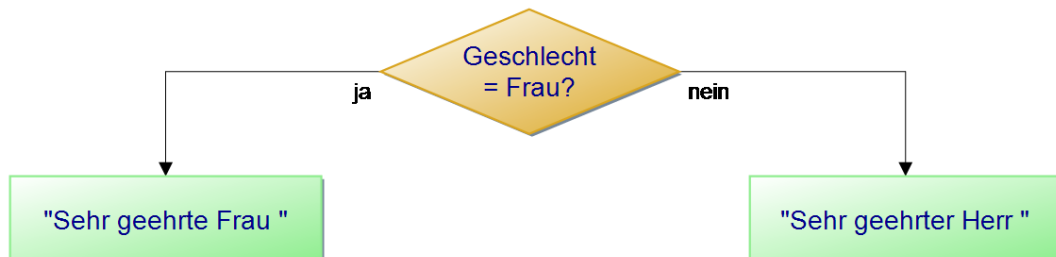 Geschlecht
= Frau?
ja
nein
"Sehr geehrte Frau "
"Sehr geehrter Herr "